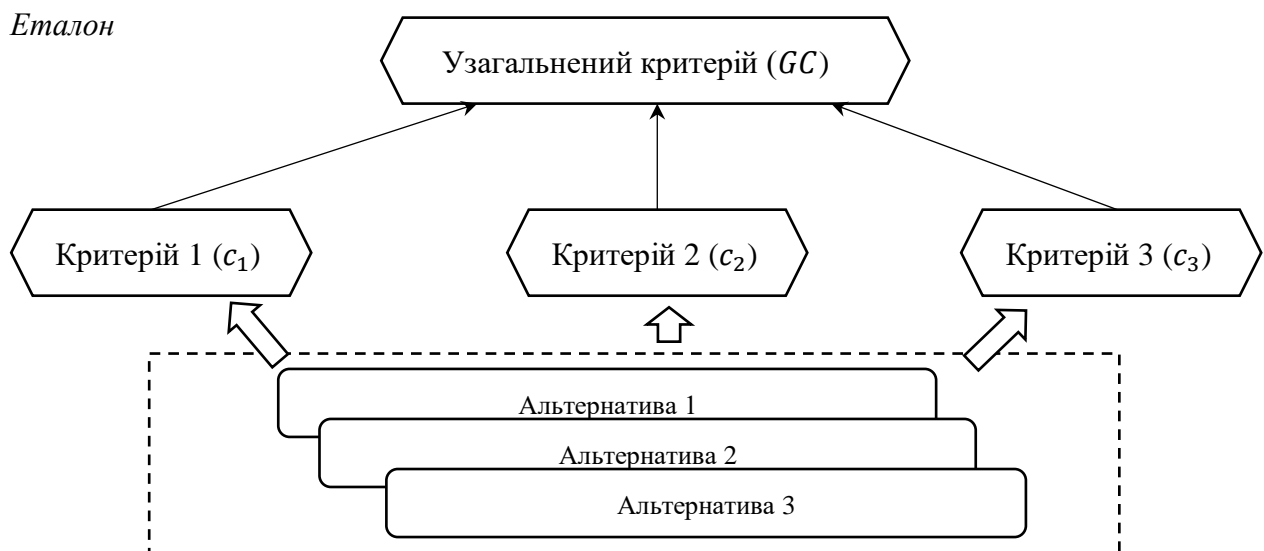 Еталон
Узагальнений критерій (GC)
Критерій 1 (c₁)
Критерій 2 (c₂)
Критерій 3 (c₃)
Альтернатива 1
Альтернатива 2
Альтернатива 3